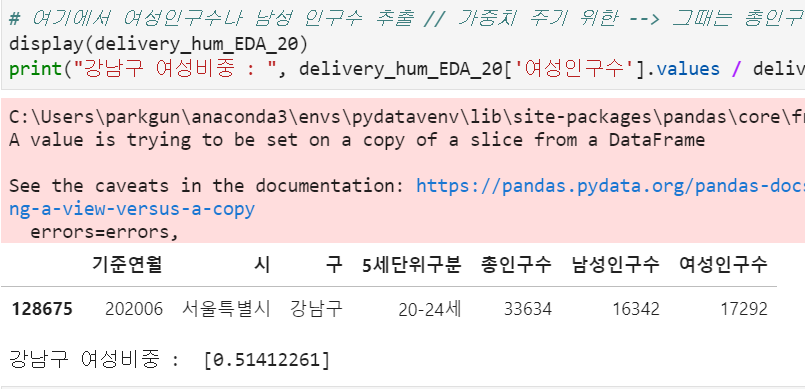 # 여기에서 여성인구수나 남성 인구수 추출 // 가중치 주기 위한 --> 그때는 총인구
display(delivery_hum_EDA_20)
print("강남구 여성비중 : ", delivery_hum_EDA_20['여성인구수'].values / deliv
C:\Users\parkgun\anaconda3\envs\pydatavenv\lib\site-packages\pandas\core\fr
A value is trying to be set on a copy of a slice from a DataFrame
See the caveats in the documentation: https://pandas.pydata.org/pandas-docs
ng-a-view-versus-a-copy
errors=errors,
기준연월 시 구 5세단위구분 총인구수 남성인구수 여성인구수
128675 202006 서울특별시 강남구 20-24세 33634 16342 17292
강남구 여성비중 : [0.51412261]